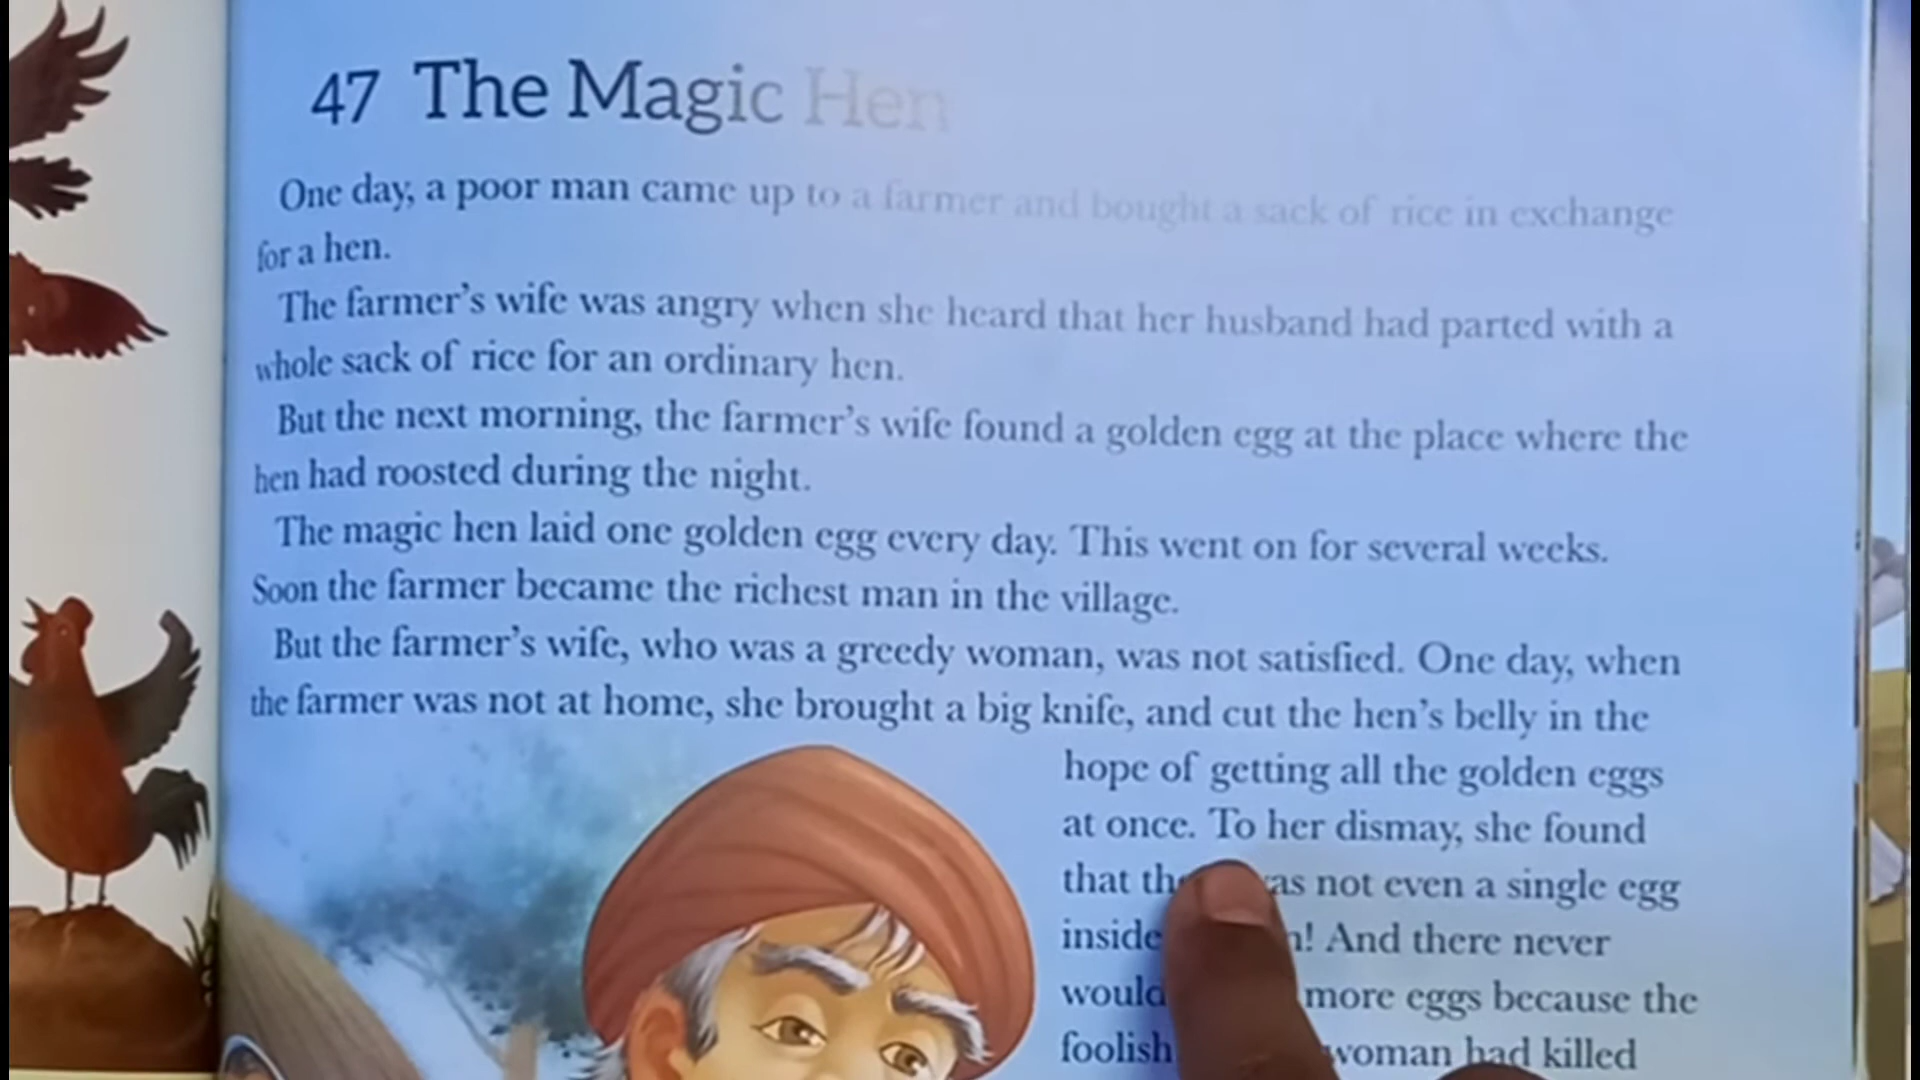 47 The Magic Hen
One day, a poor man came up to a farmer and bought a sack of rice in exchange
for a hen.
The farmer's wife was angry when she heard that her husband had parted with a
whole sack of rice for an ordinary hen.
But the next morning, the farmer's wife found a golden egg at the place where the
hen had roosted during the night.
The magic hen laid one golden egg every day. This went on for several weeks.
Soon the farmer became the richest man in the village.
But the farmer's wife, who was a greedy woman, was not satisfied. One day, when
the farmer was not at home, she brought a big knife, and cut the hen's belly in the
hope of getting all the golden eggs
at once. To her dismay, she found
that not even a single egg
inside And there never
would more eggs because the
foolish woman had killed